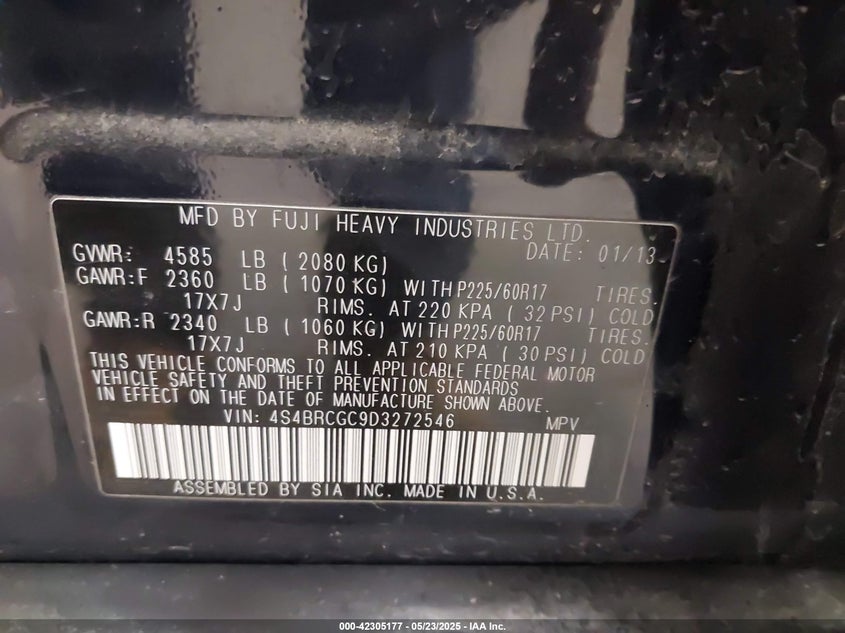 MFD BY FUJI HEAVY INDUSTRIES LTD.
DATE: 01/13
GVWR: 4585 LB ( 2080 KG)
GAWR:F 2360 LB ( 1070 KG) WITH P225/60R17 TIRES.
17X7J RIMS. AT 220 KPA ( 32 PSI) COLD
GAWR:R 2340 LB ( 1060 KG) WITH P225/60R17 TIRES.
17X7J RIMS. AT 210 KPA ( 30 PSI) COLD
THIS VEHICLE CONFORMS TO ALL APPLICABLE FEDERAL MOTOR
VEHICLE SAFETY AND THEFT PREVENTION STANDARDS
IN EFFECT ON THE DATE OF MANUFACTURE SHOWN ABOVE.
VIN: 4S4BRCGC9D3272546 MPV
ASSEMBLED BY SIA INC. MADE IN U.S.A.
000-42305177 - 05/23/2025 - IAA Inc.